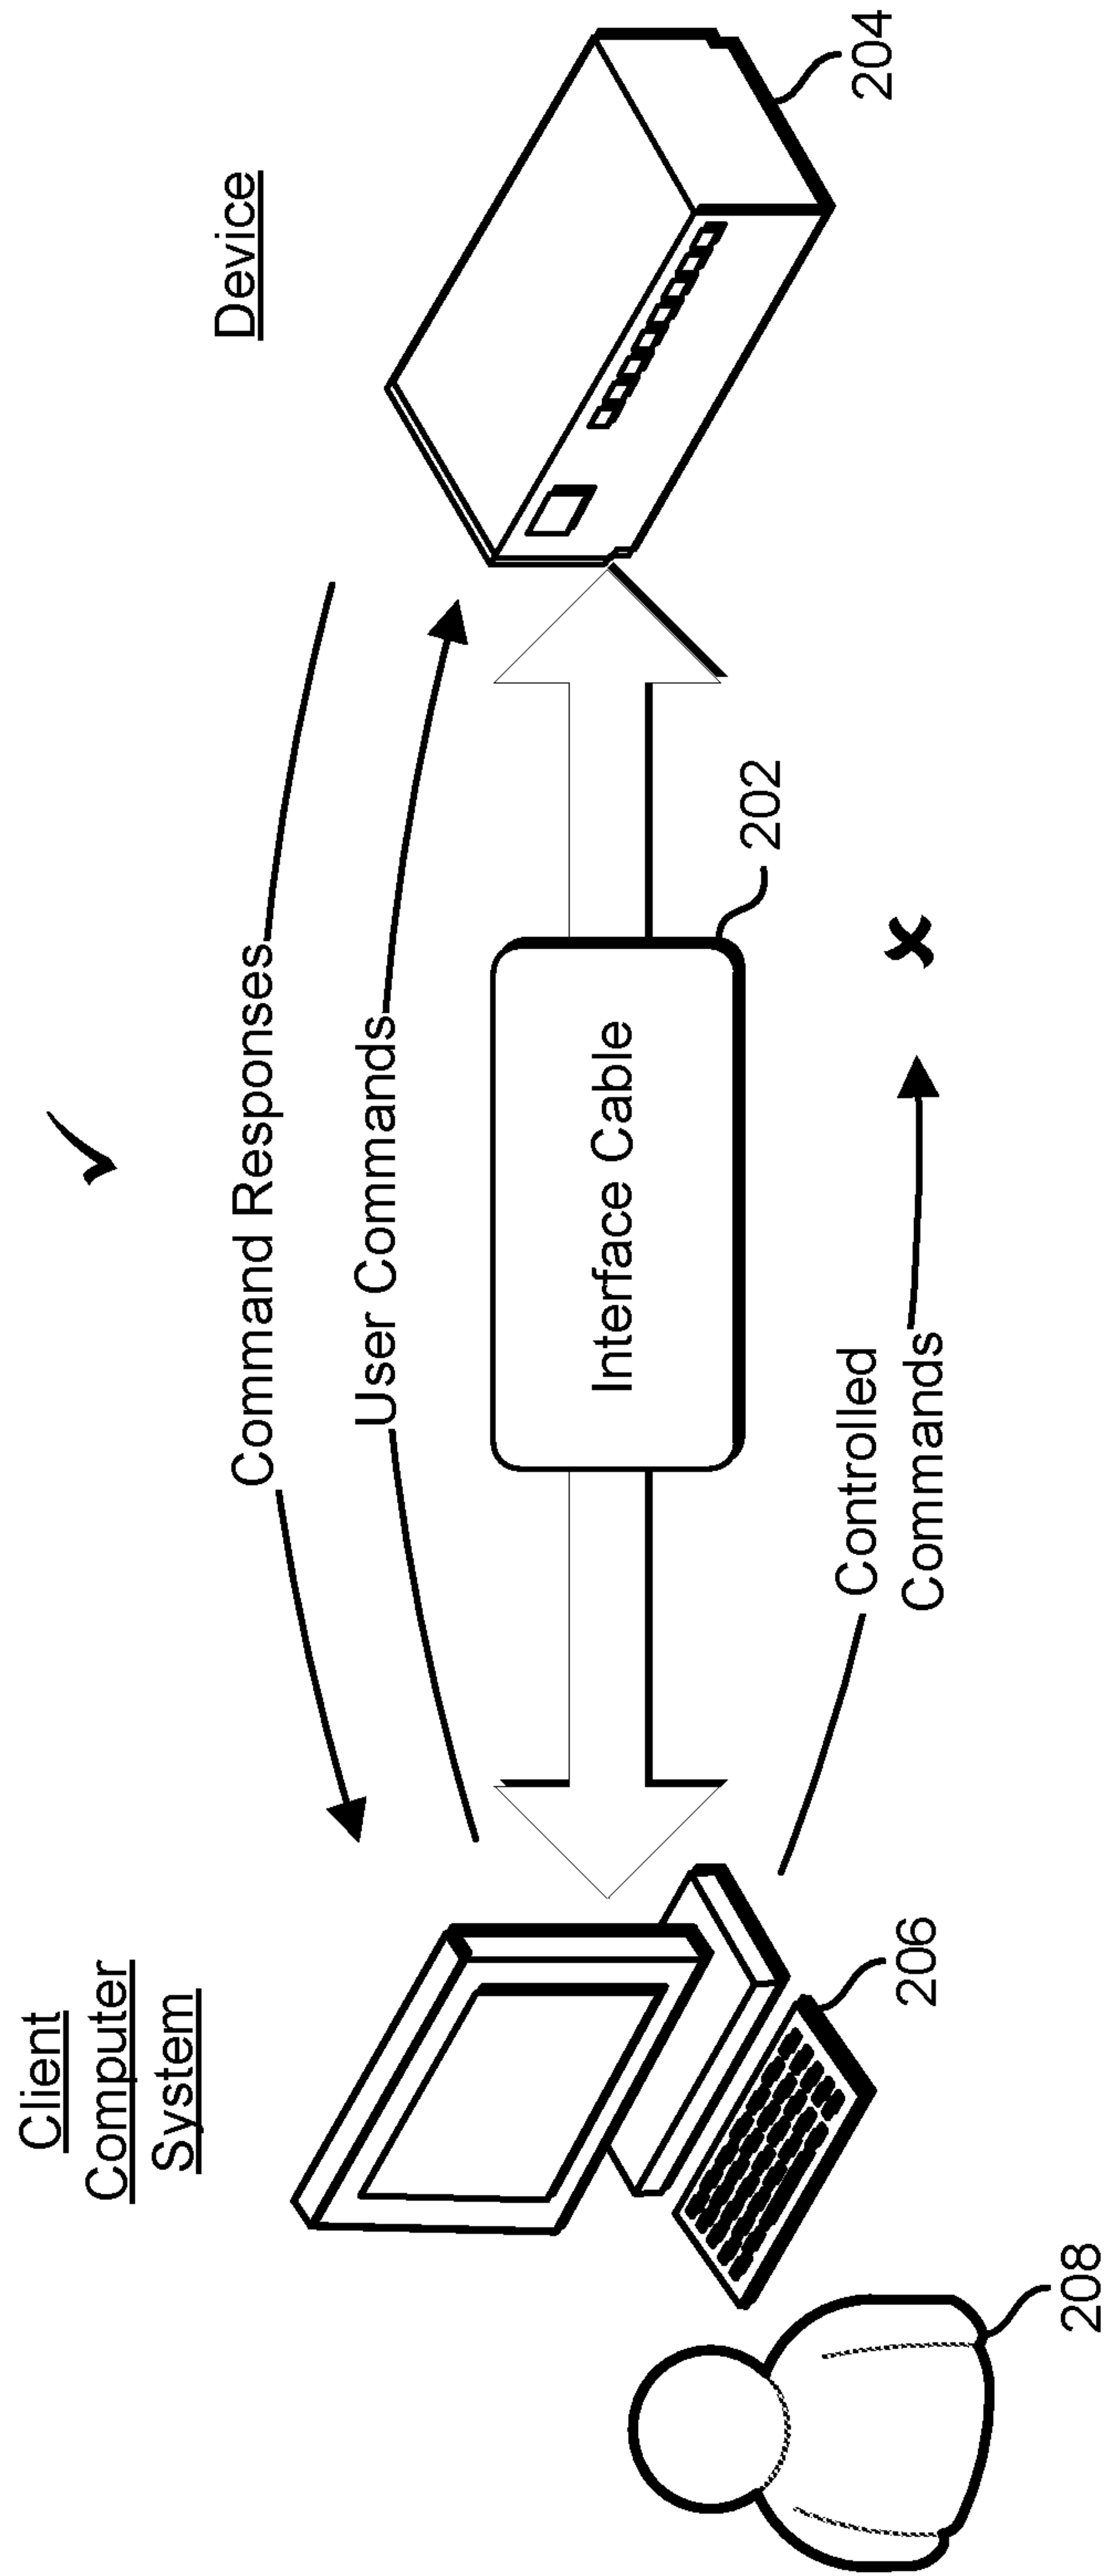 Client
Computer
System
Device
Command Responses
User Commands
Interface Cable
202
204
Controlled
Commands
206
208